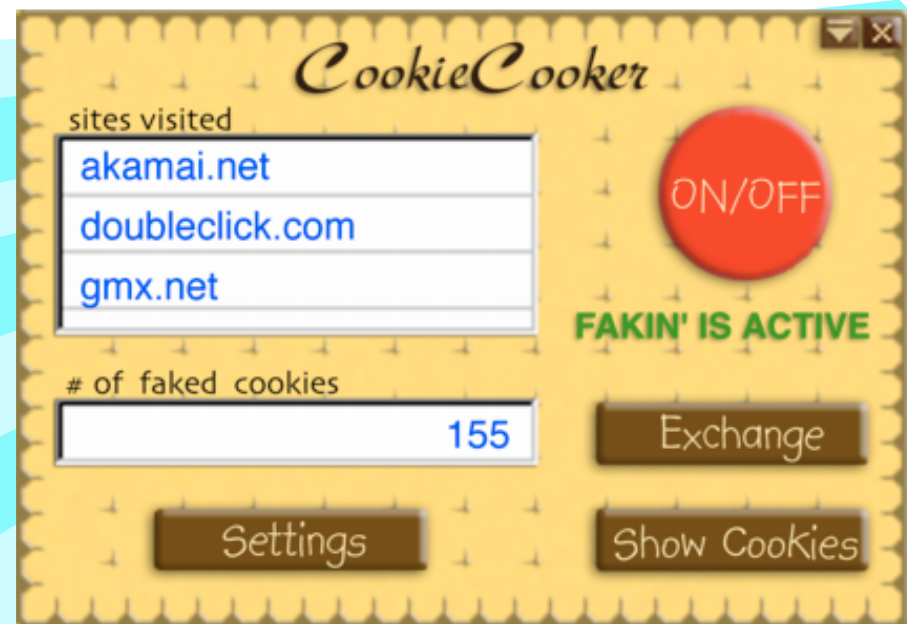 CookieCooker
sites visited
akamai.net
doubleclick.com
gmx.net
ON/OFF
FAKIN' IS ACTIVE
# of faked cookies
155
Exchange
Settings
Show Cookies